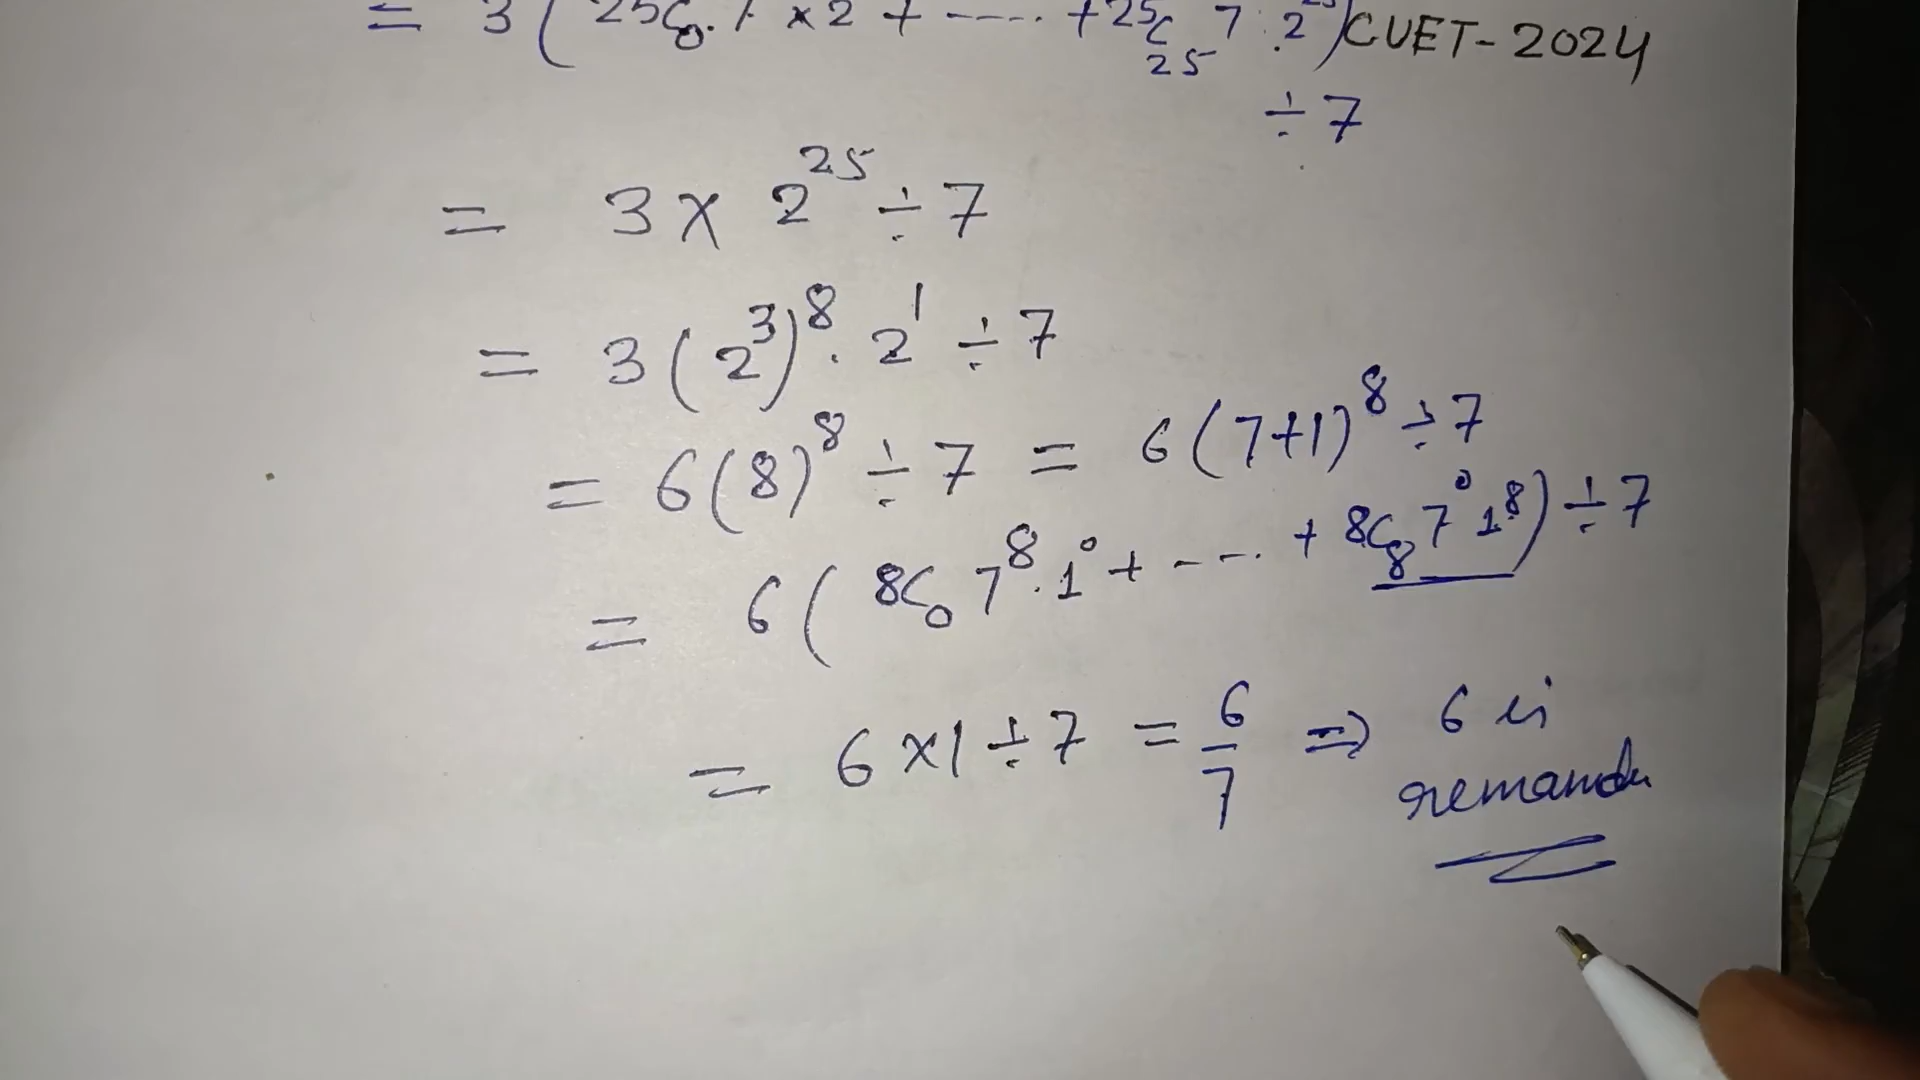 = 3 ( 25C₀ · 7 × 2 + ---- · + 25C₂₅ 7 · 2²⁵) CUET-2024
÷ 7
= 3 × 2²⁵ ÷ 7
= 3 (2³)⁸ · 2¹ ÷ 7
= 6 (8)⁸ ÷ 7 = 6 (7+1)⁸ ÷ 7
= 6 ( 8C₀ 7⁸ · 1⁰ + ---- · + 8C₈ 7⁰ 1⁸) ÷ 7
= 6 × 1 ÷ 7 = 6/7 ⇒ 6 is
remainder